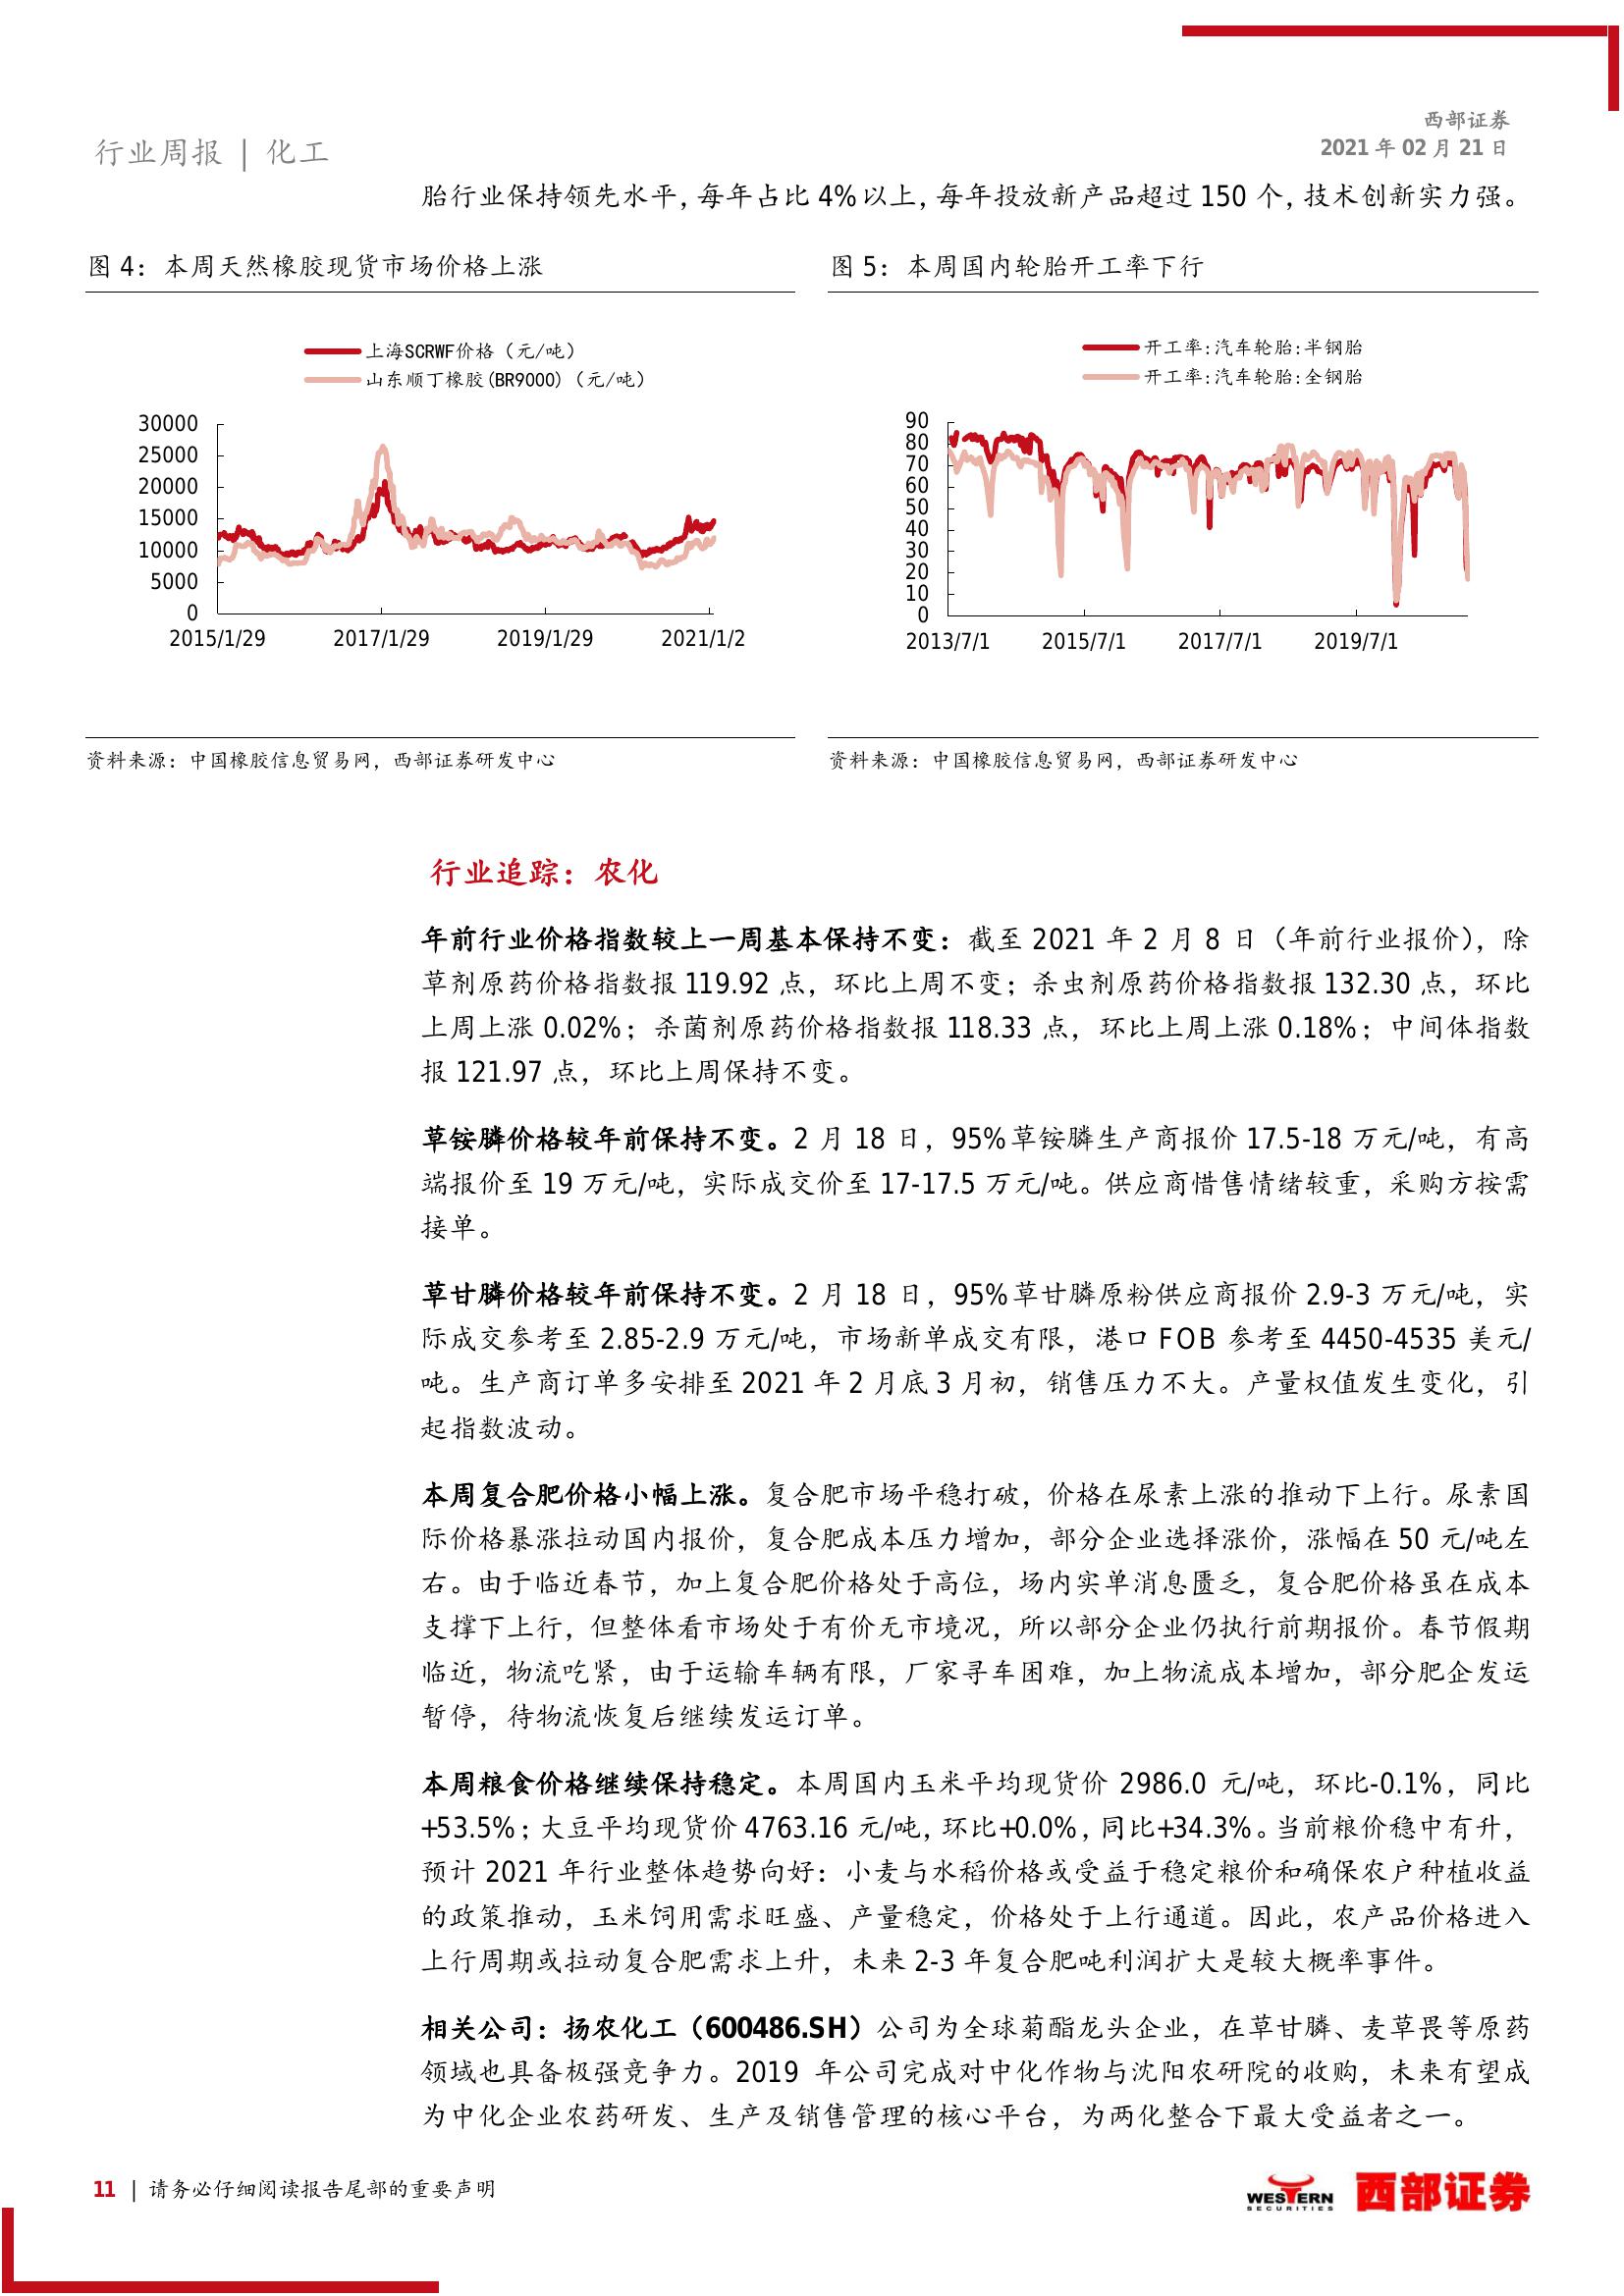 西部证券
2021 年 02 月 21 日
行业周报 | 化工
胎行业保持领先水平，每年占比 4%以上，每年投放新产品超过 150 个，技术创新实力强。
图 4：本周天然橡胶现货市场价格上涨
上海SCRWF价格（元/吨）
山东顺丁橡胶(BR9000)（元/吨）
30000
25000
20000
15000
10000
5000
0
2015/1/29 2017/1/29 2019/1/29 2021/1/2
资料来源：中国橡胶信息贸易网，西部证券研发中心
图 5：本周国内轮胎开工率下行
开工率:汽车轮胎:半钢胎
开工率:汽车轮胎:全钢胎
90
80
70
60
50
40
30
20
10
0
2013/7/1 2015/7/1 2017/7/1 2019/7/1
资料来源：中国橡胶信息贸易网，西部证券研发中心
行业追踪：农化
年前行业价格指数较上一周基本保持不变：截至 2021 年 2 月 8 日（年前行业报价），除
草剂原药价格指数报 119.92 点，环比上周不变；杀虫剂原药价格指数报 132.30 点，环比
上周上涨 0.02%；杀菌剂原药价格指数报 118.33 点，环比上周上涨 0.18%；中间体指数
报 121.97 点，环比上周保持不变。
草铵膦价格较年前保持不变。2 月 18 日，95%草铵膦生产商报价 17.5-18 万元/吨，有高
端报价至 19 万元/吨，实际成交价至 17-17.5 万元/吨。供应商惜售情绪较重，采购方按需
接单。
草甘膦价格较年前保持不变。2 月 18 日，95%草甘膦原粉供应商报价 2.9-3 万元/吨，实
际成交参考至 2.85-2.9 万元/吨，市场新单成交有限，港口 FOB 参考至 4450-4535 美元/
吨。生产商订单多安排至 2021 年 2 月底 3 月初，销售压力不大。产量权值发生变化，引
起指数波动。
本周复合肥价格小幅上涨。复合肥市场平稳打破，价格在尿素上涨的推动下上行。尿素国
际价格暴涨拉动国内报价，复合肥成本压力增加，部分企业选择涨价，涨幅在 50 元/吨左
右。由于临近春节，加上复合肥价格处于高位，场内实单消息匮乏，复合肥价格虽在成本
支撑下上行，但整体看市场处于有价无市境况，所以部分企业仍执行前期报价。春节假期
临近，物流吃紧，由于运输车辆有限，厂家寻车困难，加上物流成本增加，部分肥企发运
暂停，待物流恢复后继续发运订单。
本周粮食价格继续保持稳定。本周国内玉米平均现货价 2986.0 元/吨，环比-0.1%，同比
+53.5%；大豆平均现货价 4763.16 元/吨，环比+0.0%，同比+34.3%。当前粮价稳中有升，
预计 2021 年行业整体趋势向好：小麦与水稻价格或受益于稳定粮价和确保农户种植收益
的政策推动，玉米饲用需求旺盛、产量稳定，价格处于上行通道。因此，农产品价格进入
上行周期或拉动复合肥需求上升，未来 2-3 年复合肥吨利润扩大是较大概率事件。
相关公司：扬农化工（600486.SH）公司为全球菊酯龙头企业，在草甘膦、麦草畏等原药
领域也具备极强竞争力。2019 年公司完成对中化作物与沈阳农研院的收购，未来有望成
为中化企业农药研发、生产及销售管理的核心平台，为两化整合下最大受益者之一。
11 | 请务必仔细阅读报告尾部的重要声明
WESTERN
SECURITIES
西部证券